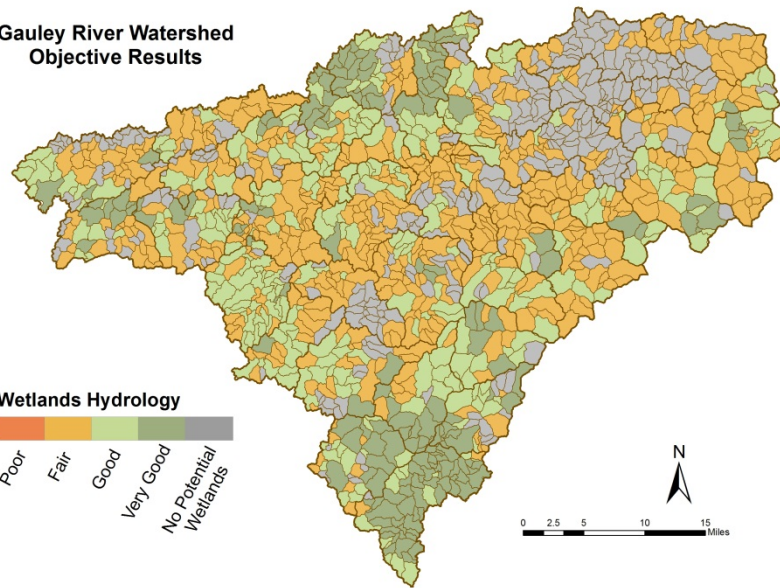 Gauley River Watershed
Objective Results
Wetlands Hydrology
Poor
Fair
Good
Very Good
No Potential
Wetlands
N
0 2.5 5 10 15
Miles